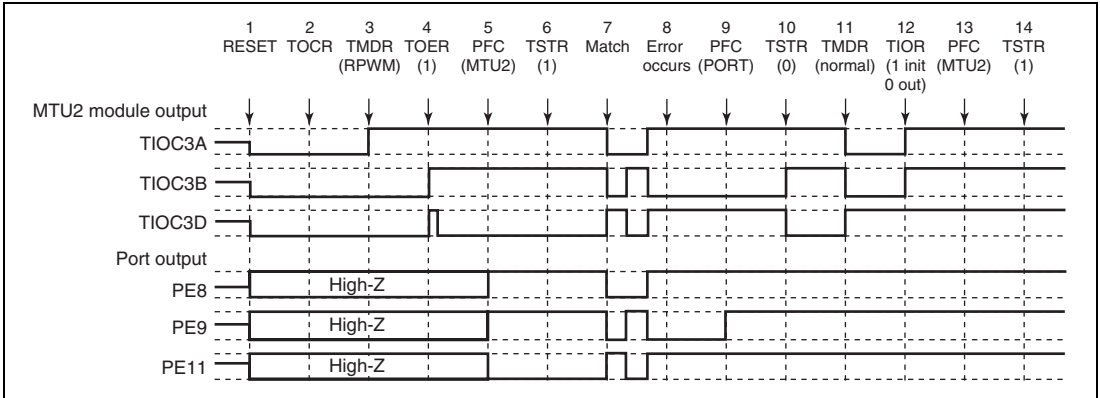 1 2 3 4 5 6 7 8 9 10 11 12 13 14
RESET TOCR TMDR TOER PFC TSTR Match Error PFC TSTR TMDR TIOR PFC TSTR
(RPWM) (1) (MTU2) (1) occurs (PORT) (0) (normal) (1 init (MTU2) (1)
0 out)
MTU2 module output
TIOC3A
TIOC3B
TIOC3D
Port output
PE8 High-Z
PE9 High-Z
PE11 High-Z